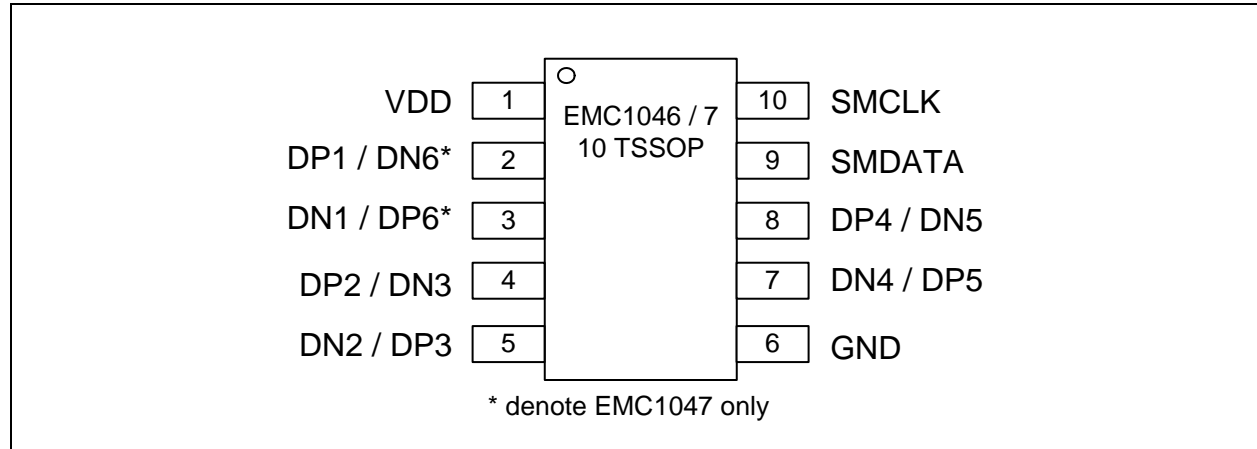 VDD 1 EMC1046 / 7 10 SMCLK
10 TSSOP
DP1 / DN6* 2 9 SMDATA
DN1 / DP6* 3 8 DP4 / DN5
DP2 / DN3 4 7 DN4 / DP5
DN2 / DP3 5 6 GND
* denote EMC1047 only